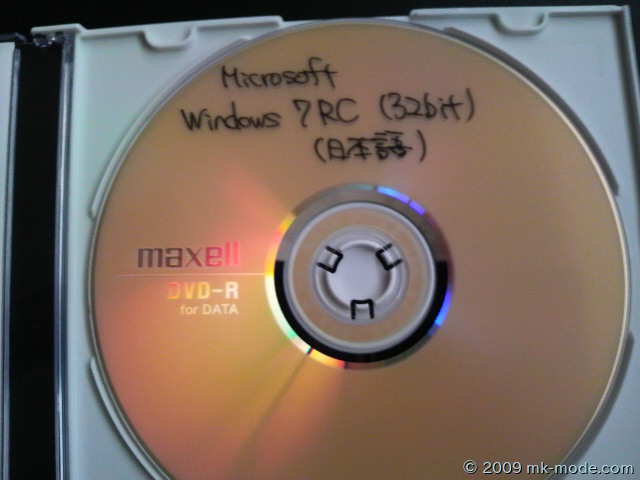 Microsoft
Windows 7 RC (32bit)
(日本語)
maxell
DVD-R
for DATA
© 2009 mk-mode.com